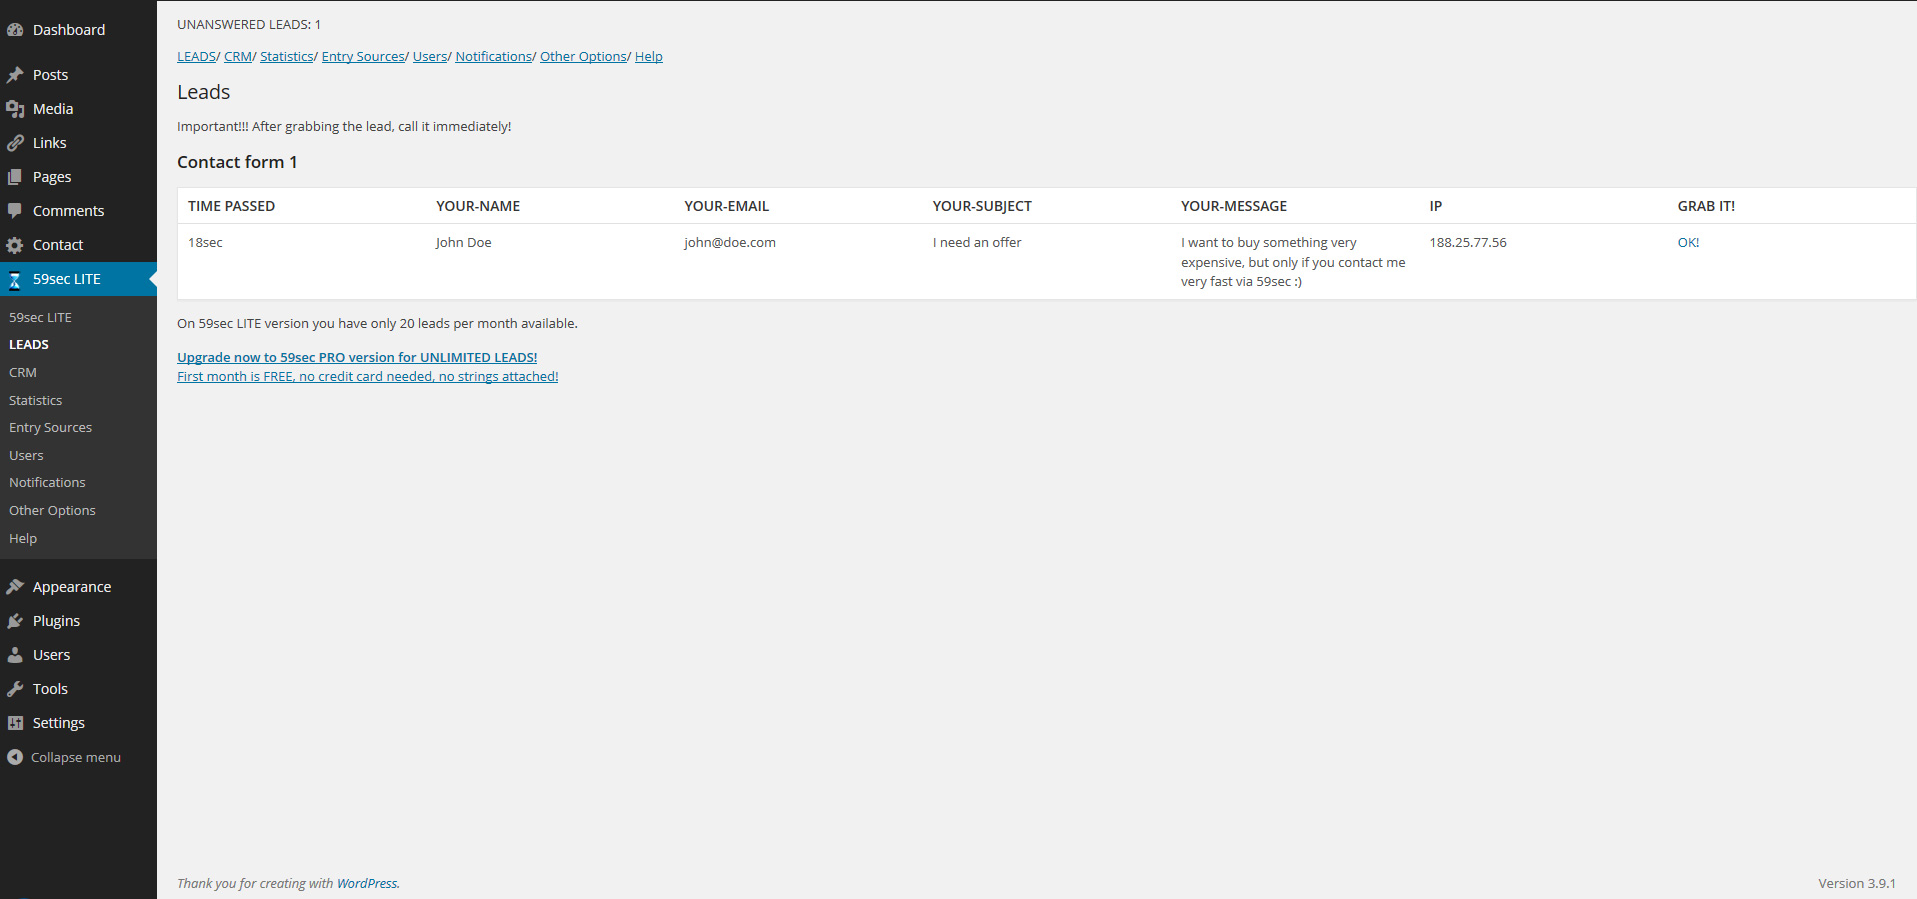 Dashboard
Posts
Media
Links
Pages
Comments
Contact
59sec LITE
59sec LITE
LEADS
CRM
Statistics
Entry Sources
Users
Notifications
Other Options
Help
Appearance
Plugins
Users
Tools
Settings
Collapse menu
UNANSWERED LEADS: 1
LEADS/ CRM/ Statistics/ Entry Sources/ Users/ Notifications/ Other Options/ Help
Leads
Important!!! After grabbing the lead, call it immediately!
Contact form 1
TIME PASSED YOUR-NAME YOUR-EMAIL YOUR-SUBJECT YOUR-MESSAGE IP GRAB IT!
18sec John Doe john@doe.com I need an offer I want to buy something very 188.25.77.56 OK!
expensive, but only if you contact me
very fast via 59sec :)
On 59sec LITE version you have only 20 leads per month available.
Upgrade now to 59sec PRO version for UNLIMITED LEADS!
First month is FREE, no credit card needed, no strings attached!
Thank you for creating with WordPress.
Version 3.9.1